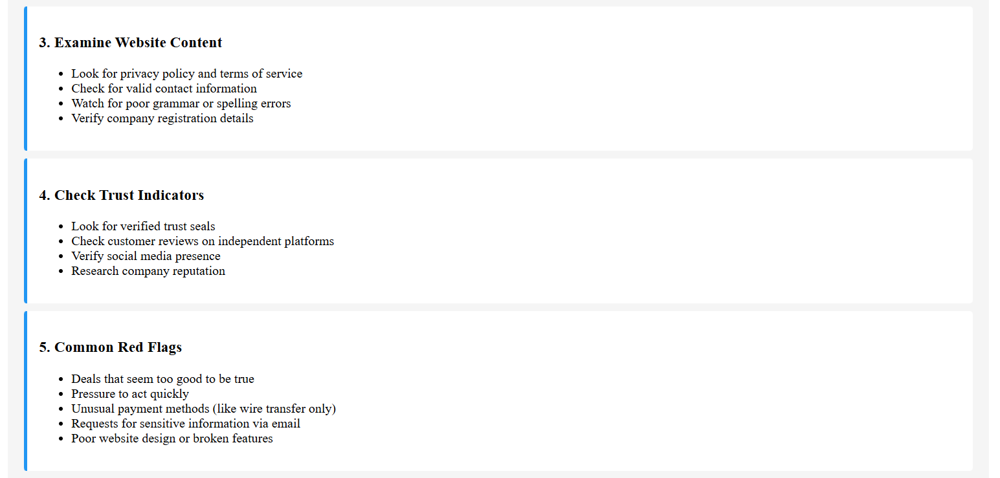 3. Examine Website Content
• Look for privacy policy and terms of service
• Check for valid contact information
• Watch for poor grammar or spelling errors
• Verify company registration details
4. Check Trust Indicators
• Look for verified trust seals
• Check customer reviews on independent platforms
• Verify social media presence
• Research company reputation
5. Common Red Flags
• Deals that seem too good to be true
• Pressure to act quickly
• Unusual payment methods (like wire transfer only)
• Requests for sensitive information via email
• Poor website design or broken features